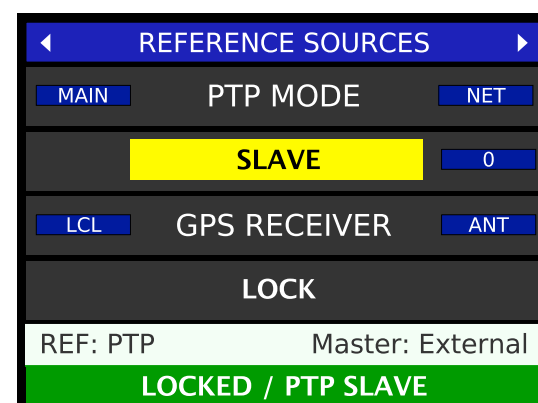 REFERENCE SOURCES
MAIN PTP MODE NET
SLAVE 0
LCL GPS RECEIVER ANT
LOCK
REF: PTP Master: External
LOCKED / PTP SLAVE